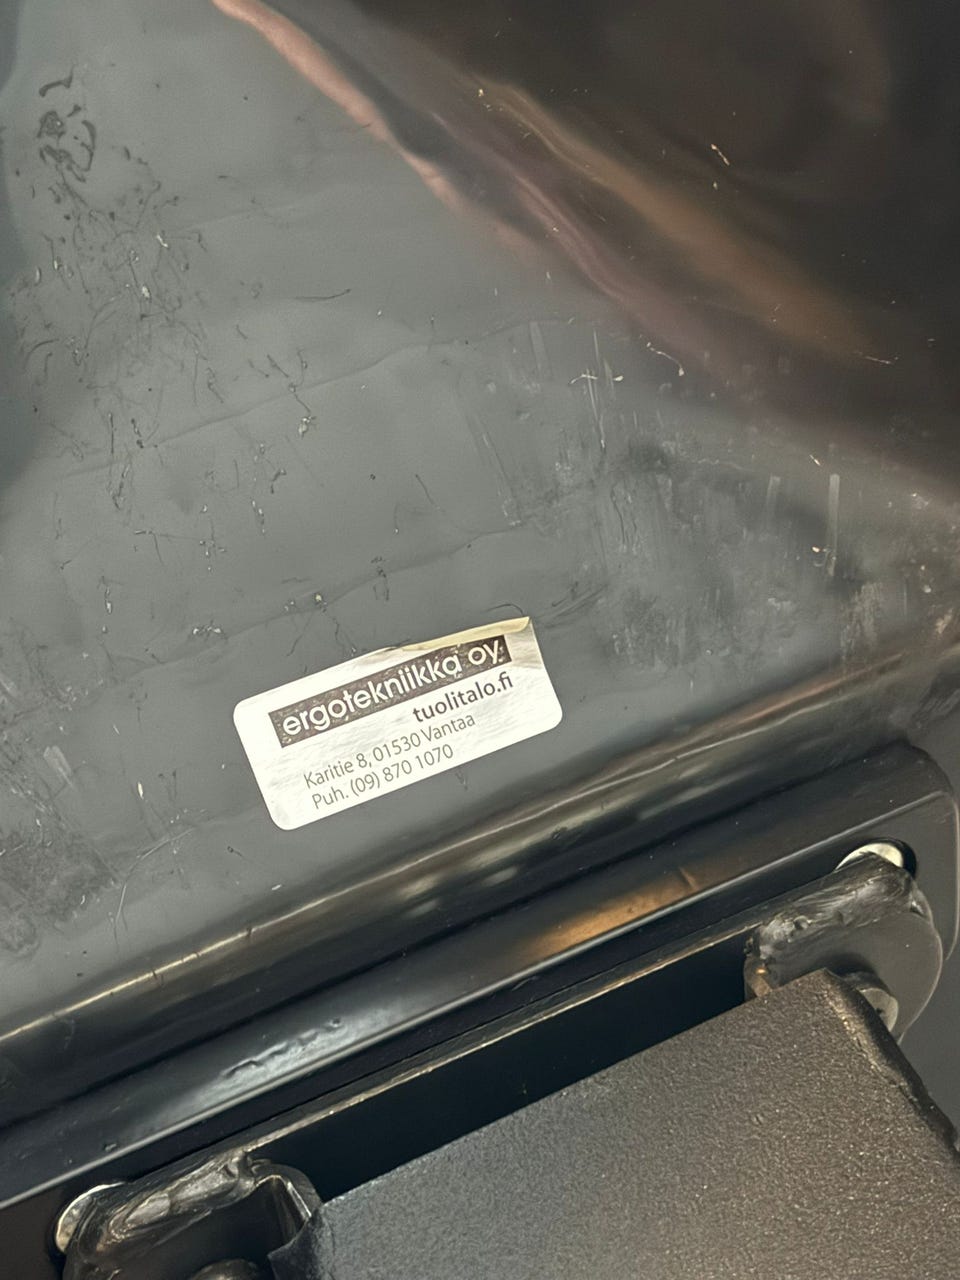 ergotekniikka oy
tuolitalo.fi
Karitie 8, 01530 Vantaa
Puh. (09) 870 1070